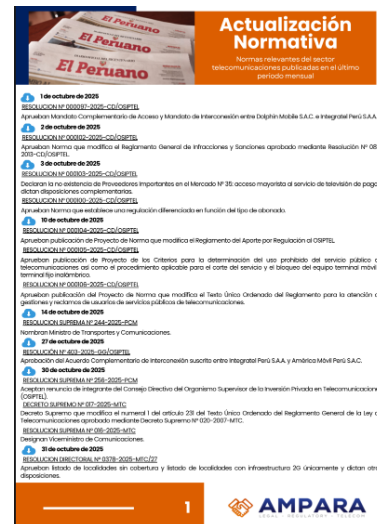 El Peruano
El Peruano
El Peruano
Actualización
Normativa
Normas relevantes del sector
telecomunicaciones publicadas en el último
periodo mensual
1 de octubre de 2025
RESOLUCION Nº 000097-2025-CD/OSIPTEL
Aprueban Mandato Complementario de Acceso y Mandato de Interconexión entre Dolphin Mobile S.A.C. e Integratel Perú S.A.A.
2 de octubre de 2025
RESOLUCION Nº 000102-2025-CD/OSIPTEL
Aprueban Norma que modifica el Reglamento General de Infracciones y Sanciones aprobado mediante Resolución Nº 08
2013-CD/OSIPTEL.
3 de octubre de 2025
RESOLUCION Nº 000103-2025-CD/OSIPTEL
Declaran la no existencia de Proveedores Importantes en el Mercado Nº 35: acceso mayorista al servicio de televisión de paga
dictan disposiciones complementarias.
RESOLUCION Nº 000100-2025-CD/OSIPTEL
Aprueban Norma que establece una regulación diferenciada en función del tipo de abonado.
10 de octubre de 2025
RESOLUCION Nº 000104-2025-CD/OSIPTEL
Aprueban publicación de Proyecto de Norma que modifica el Reglamento del Aporte por Regulación al OSIPTEL.
RESOLUCION Nº 000105-2025-CD/OSIPTEL
Aprueban publicación de Proyecto de los Criterios para la determinación del uso prohibido del servicio público d
telecomunicaciones así como el procedimiento aplicable para el corte del servicio y el bloqueo del equipo terminal móvil
terminal fijo inalámbrico.
RESOLUCION Nº 000106-2025-CD/OSIPTEL
Aprueban publicación del Proyecto de Norma que modifica el Texto Único Ordenado del Reglamento para la atención d
gestiones y reclamos de usuarios de servicios públicos de telecomunicaciones.
14 de octubre de 2025
RESOLUCION SUPREMA Nº 244-2025-PCM
Nombran Ministro de Transportes y Comunicaciones.
27 de octubre de 2025
RESOLUCIÓN Nº 403-2025-GG/OSIPTEL
Aprobación del Acuerdo Complementario de Interconexión suscrito entre Integratel Perú S.A.A. y América Móvil Perú S.A.C.
30 de octubre de 2025
RESOLUCION SUPREMA Nº 258-2025-PCM
Aceptan renuncia de integrante del Consejo Directivo del Organismo Supervisor de la Inversión Privada en Telecomunicacione
(OSIPTEL).
DECRETO SUPREMO Nº 017-2025-MTC
Decreto Supremo que modifica el numeral 1 del artículo 231 del Texto Único Ordenado del Reglamento General de la Ley d
Telecomunicaciones aprobado mediante Decreto Supremo Nº 020-2007-MTC.
RESOLUCION SUPREMA Nº 016-2025-MTC
Designan Viceministro de Comunicaciones.
31 de octubre de 2025
RESOLUCION DIRECTORAL Nº 0378-2025-MTC/27
Aprueban listado de localidades sin cobertura y listado de localidades con infraestructura 2G únicamente y dictan otra
disposiciones.
1
AMPARA
LEGAL - REGULATORY - TELECOM